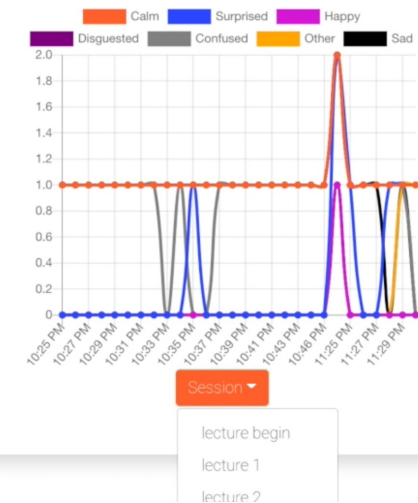 Calm Surprised Happy
Disguested Confused Other Sad
2.0
1.8
1.6
1.4
1.2
1.0
0.8
0.6
0.4
0.2
0
10:25 PM 10:27 PM 10:29 PM 10:31 PM 10:33 PM 10:35 PM 10:37 PM 10:39 PM 10:41 PM 10:43 PM 10:46 PM 11:25 PM 11:27 PM 11:29 PM
Session
lecture begin
lecture 1
lecture 2